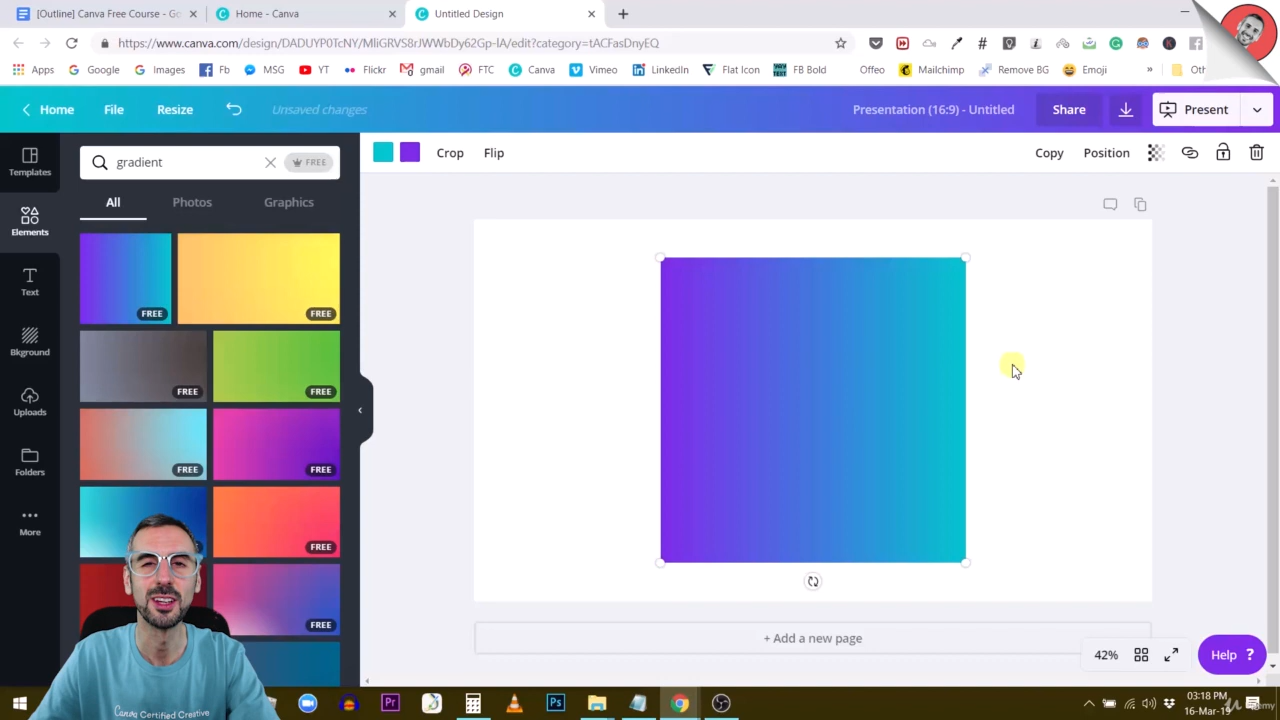 [Outline] Canva Free Course - Go
Home - Canva
Untitled Design
https://www.canva.com/design/DADUYP0TcNY/MliGRVS8rJWWbDy62Gp-lA/edit?category=tACFasDnyEQ
Apps Google Images Fb MSG YT Flickr gmail FTC Canva Vimeo LinkedIn Flat Icon FB Bold Offeo Mailchimp Remove BG Emoji » Oth
Home File Resize Unsaved changes Presentation (16:9) - Untitled Share Present
Templates
gradient FREE
Crop Flip Copy Position
Elements
All Photos Graphics
Text
FREE FREE
Bkground
FREE FREE
Uploads
FREE FREE
Folders
FREE
More
FREE
+ Add a new page
42%
Help ?
Canva Certified Creative
Pr
Ps
03:18 PM
16-Mar-19